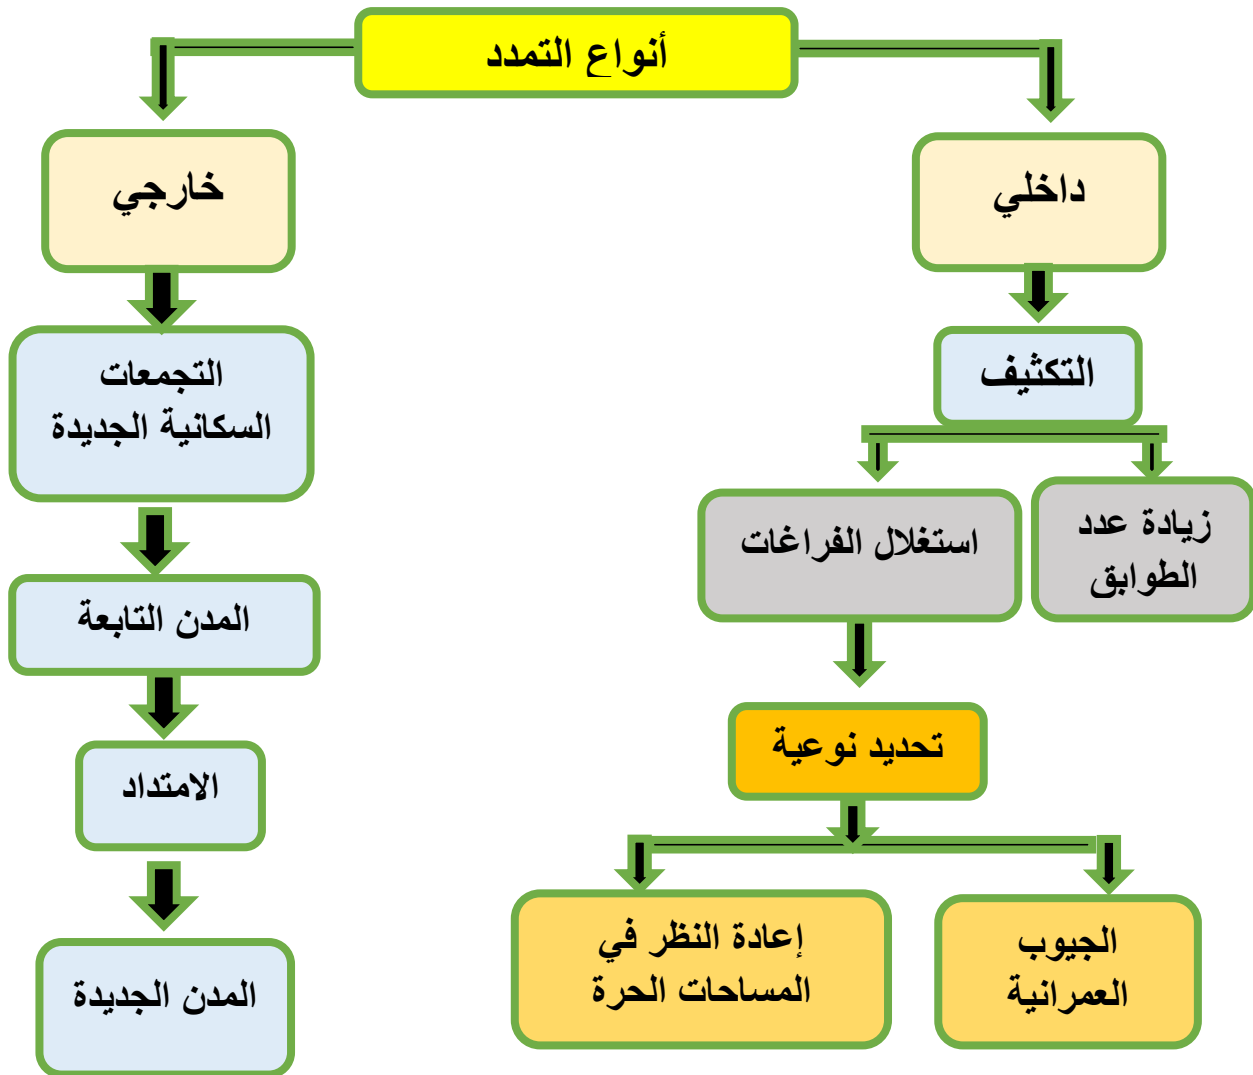 أنواع التمدد
داخلي
خارجي
التكثيف
التجمعات
السكانية الجديدة
زيادة عدد
الطوابق
استغلال الفراغات
المدن التابعة
تحديد نوعية
الامتداد
الجيوب
العمرانية
إعادة النظر في
المساحات الحرة
المدن الجديدة